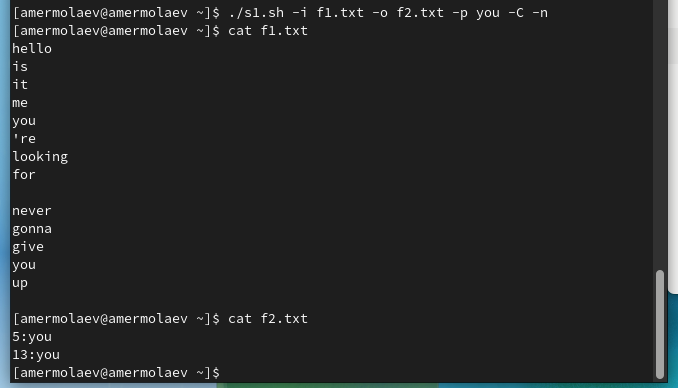 [amermolaev@amermolaev ~]$ ./s1.sh -i f1.txt -o f2.txt -p you -C -n
[amermolaev@amermolaev ~]$ cat f1.txt
hello
is
it
me
you
're
looking
for

never
gonna
give
you
up

[amermolaev@amermolaev ~]$ cat f2.txt
5:you
13:you
[amermolaev@amermolaev ~]$